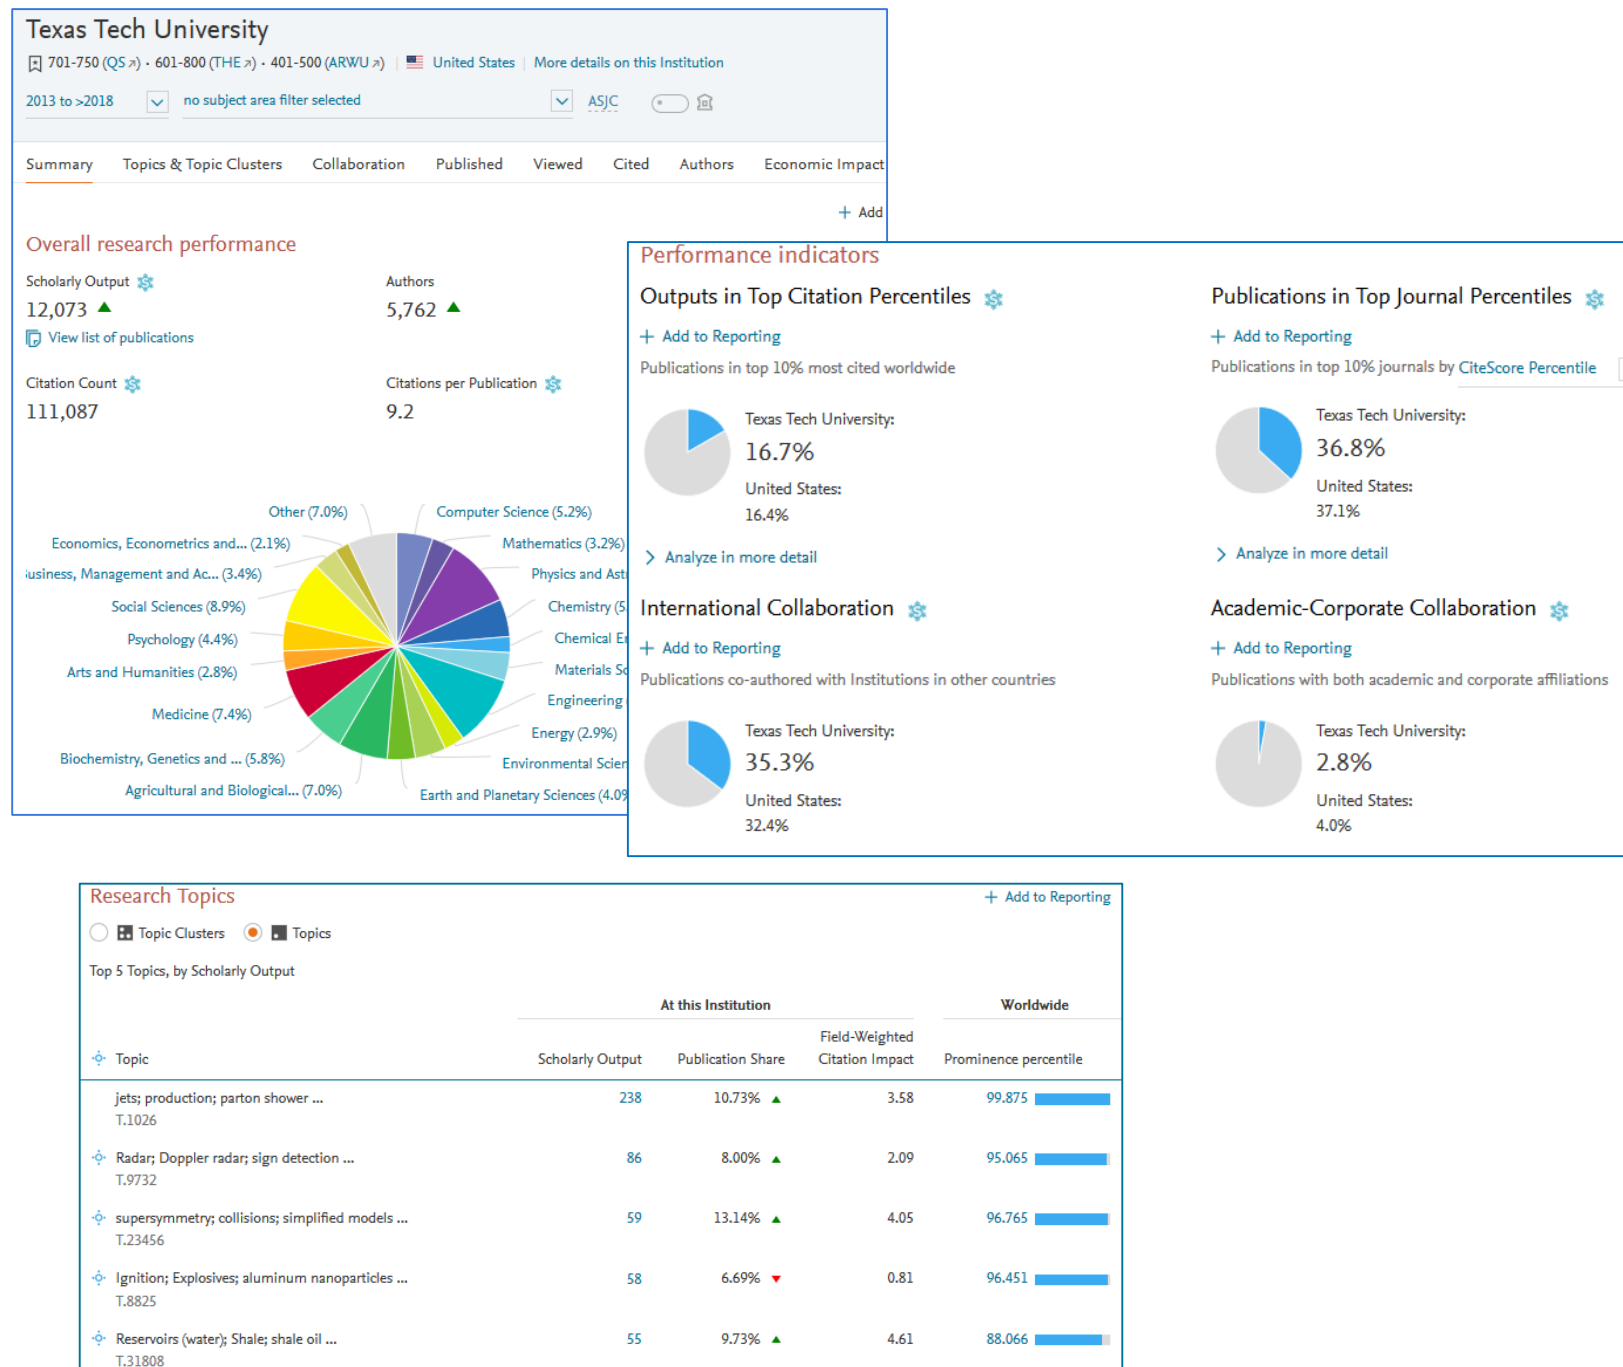 Texas Tech University
701-750 (QS ↗) · 601-800 (THE ↗) · 401-500 (ARWU ↗) | United States | More details on this Institution
2013 to >2018 no subject area filter selected ASJC
Summary Topics & Topic Clusters Collaboration Published Viewed Cited Authors Economic Impact
+ Add
Overall research performance
Scholarly Output Authors
12,073 5,762
View list of publications
Citation Count Citations per Publication
111,087 9.2
Other (7.0%) Computer Science (5.2%)
Economics, Econometrics and... (2.1%) Mathematics (3.2%)
usiness, Management and Ac... (3.4%) Physics and Ast
Social Sciences (8.9%) Chemistry (5
Psychology (4.4%) Chemical E
Arts and Humanities (2.8%) Materials Sc
Engineering
Medicine (7.4%) Energy (2.9%)
Biochemistry, Genetics and ... (5.8%) Environmental Scien
Agricultural and Biological... (7.0%) Earth and Planetary Sciences (4.0%
Performance indicators
Outputs in Top Citation Percentiles
+ Add to Reporting
Publications in top 10% most cited worldwide
Texas Tech University:
16.7%
United States:
16.4%
Analyze in more detail
Publications in Top Journal Percentiles
+ Add to Reporting
Publications in top 10% journals by CiteScore Percentile
Texas Tech University:
36.8%
United States:
37.1%
Analyze in more detail
International Collaboration
+ Add to Reporting
Publications co-authored with Institutions in other countries
Texas Tech University:
35.3%
United States:
32.4%
Academic-Corporate Collaboration
+ Add to Reporting
Publications with both academic and corporate affiliations
Texas Tech University:
2.8%
United States:
4.0%
Research Topics + Add to Reporting
Topic Clusters Topics
Top 5 Topics, by Scholarly Output
At this Institution Worldwide
Field-Weighted
Topic Scholarly Output Publication Share Citation Impact Prominence percentile
jets; production; parton shower ... 238 10.73% 3.58 99.875
T.1026
Radar; Doppler radar; sign detection ... 86 8.00% 2.09 95.065
T.9732
supersymmetry; collisions; simplified models ... 59 13.14% 4.05 96.765
T.23456
Ignition; Explosives; aluminum nanoparticles ... 58 6.69% 0.81 96.451
T.8825
Reservoirs (water); Shale; shale oil ... 55 9.73% 4.61 88.066
T.31808